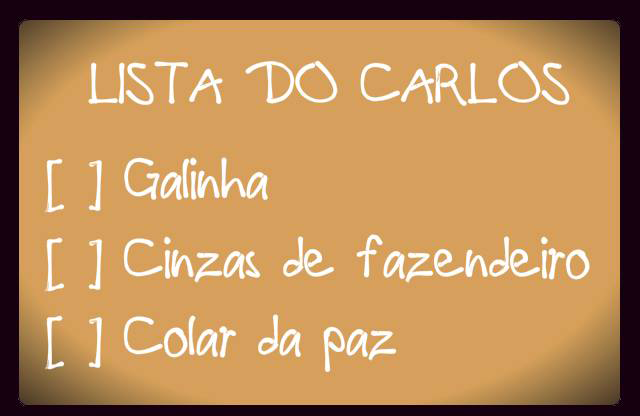 LISTA DO CARLOS
[ ] Galinha
[ ] Cinzas de fazendeiro
[ ] Colar da paz